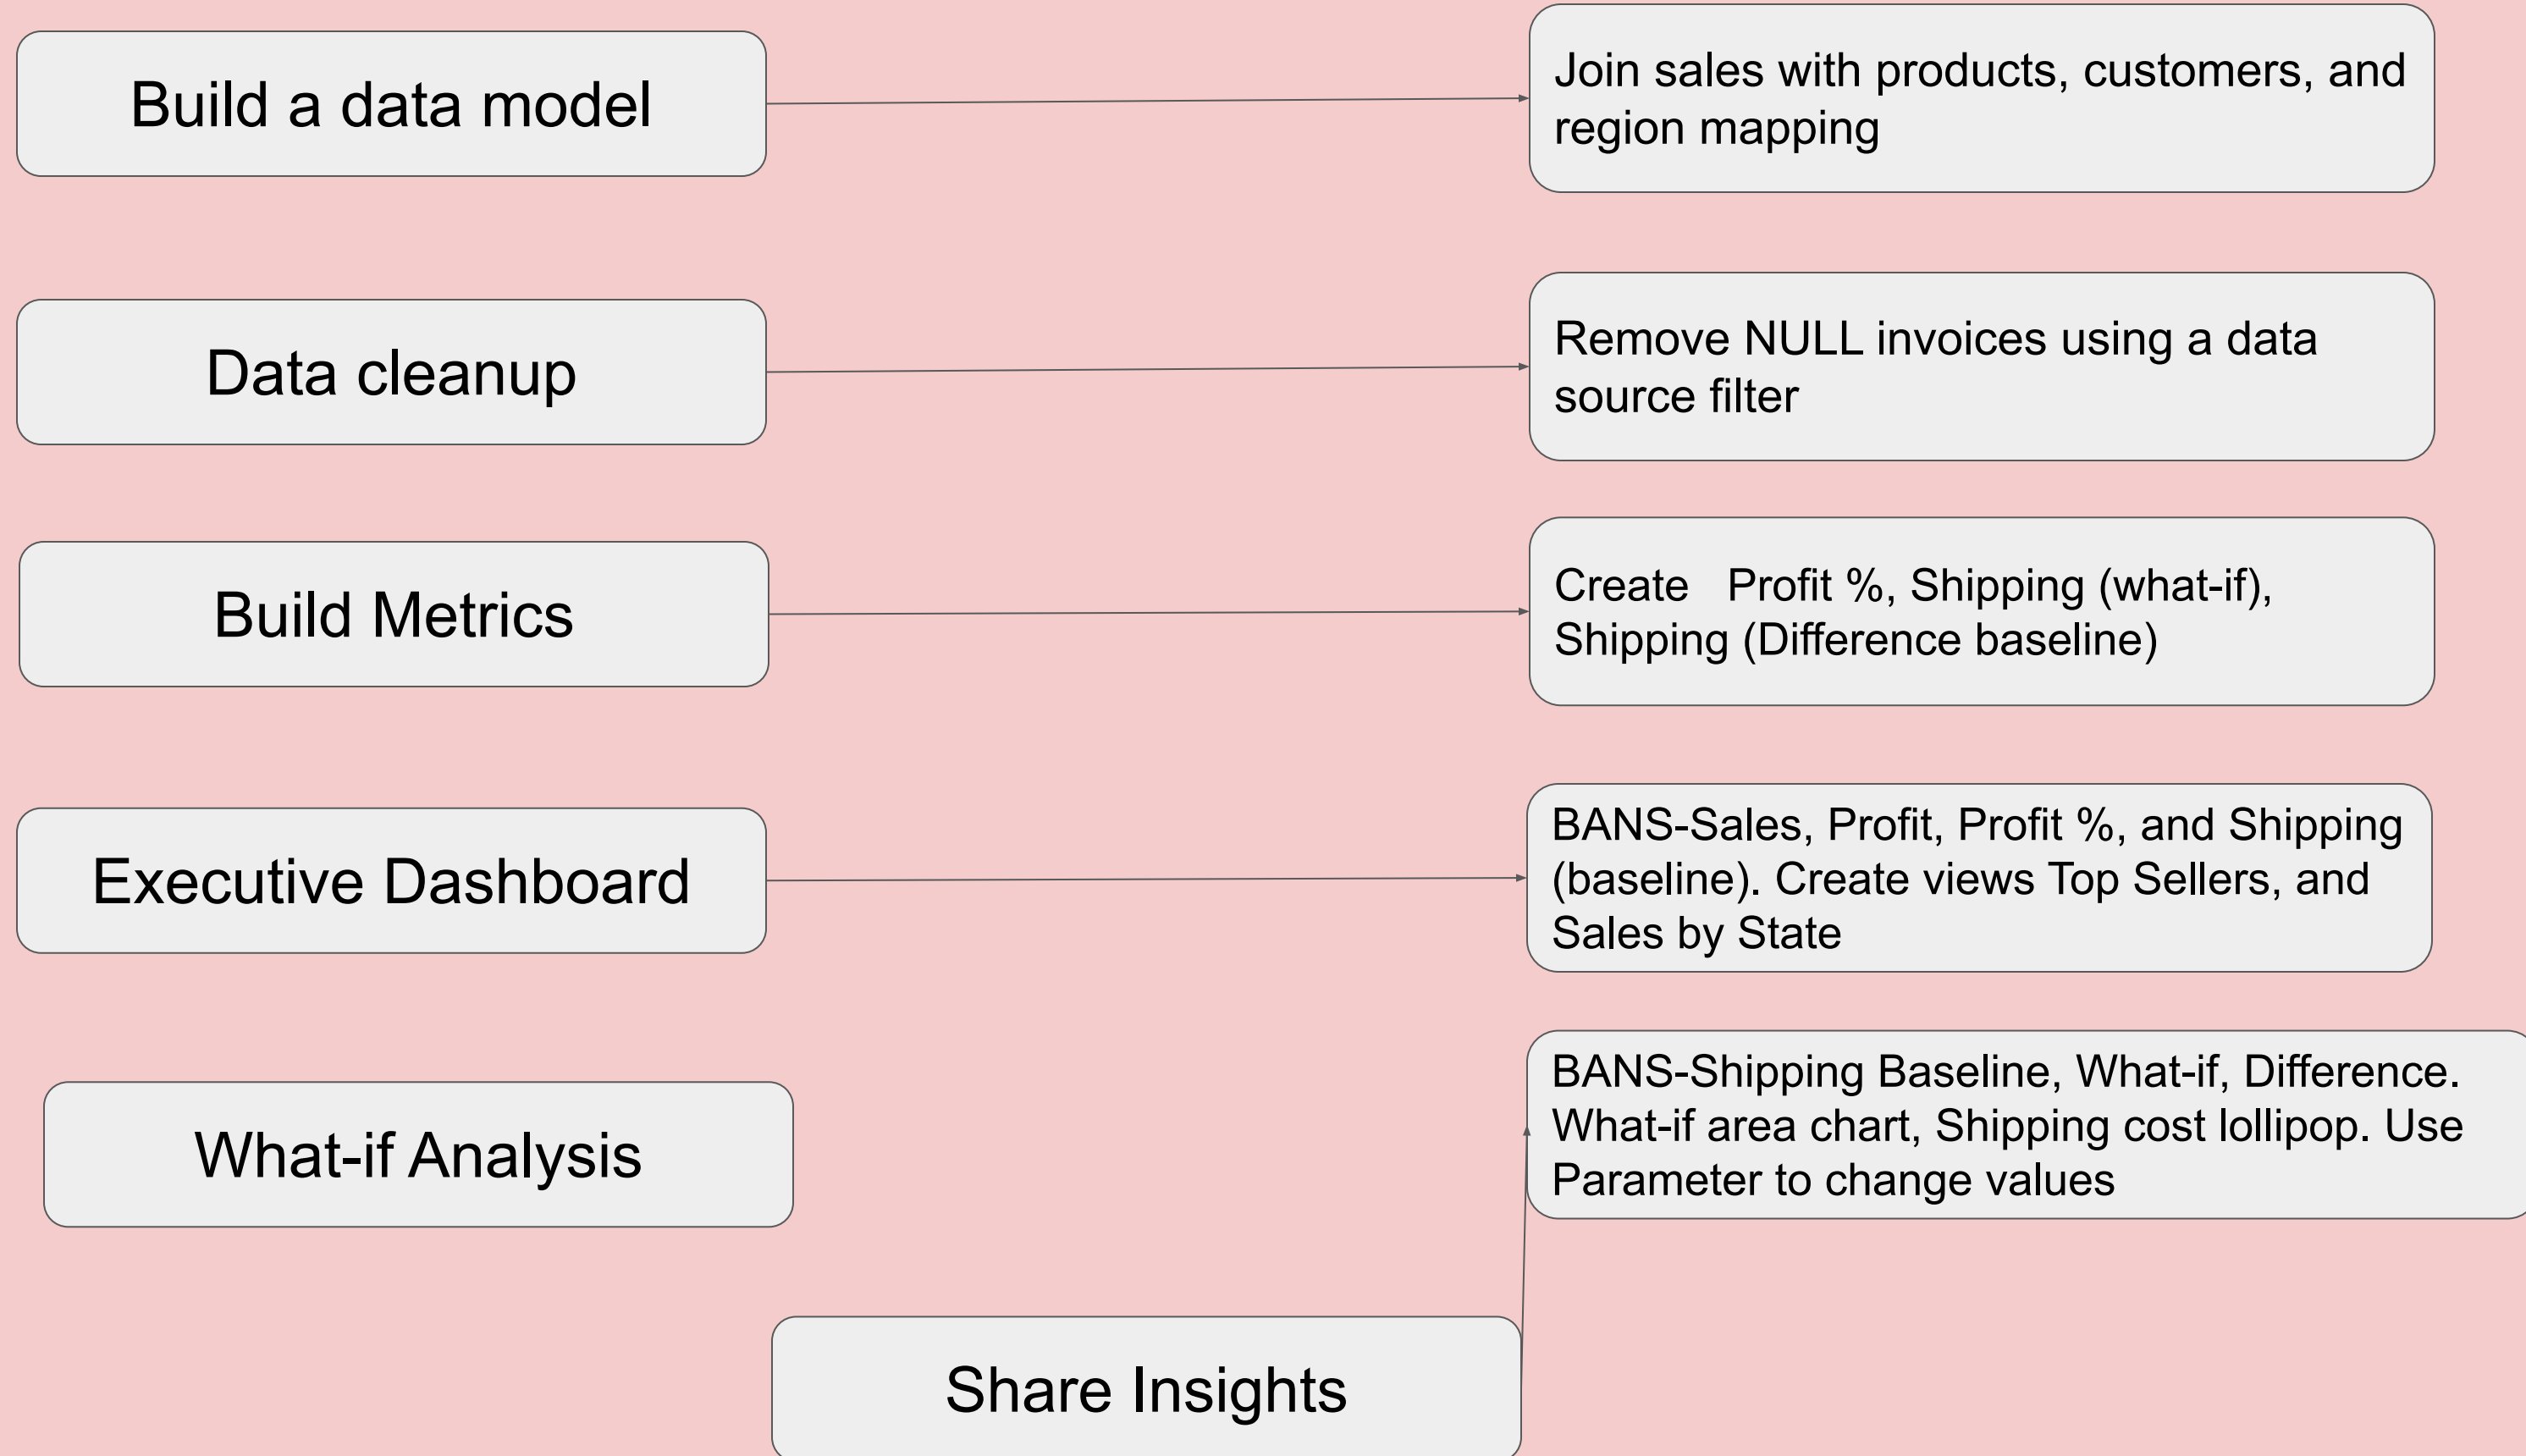 Build a data model
Join sales with products, customers, and
region mapping
Data cleanup
Remove NULL invoices using a data
source filter
Build Metrics
Create   Profit %, Shipping (what-if),
Shipping (Difference baseline)
Executive Dashboard
BANS-Sales, Profit, Profit %, and Shipping
(baseline). Create views Top Sellers, and
Sales by State
What-if Analysis
BANS-Shipping Baseline, What-if, Difference.
What-if area chart, Shipping cost lollipop. Use
Parameter to change values
Share Insights